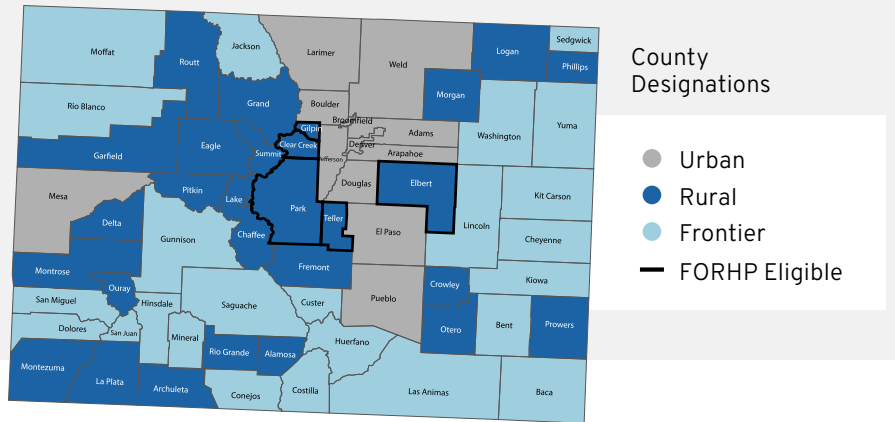 Moffat
Routt
Jackson
Larimer
Weld
Logan
Sedgwick
Phillips
Morgan
Rio Blanco
Grand
Boulder
Broomfield
Gilpin
Clear Creek
Adams
Denver
Arapahoe
Jefferson
Washington
Yuma
Garfield
Eagle
Summit
Douglas
Elbert
Mesa
Pitkin
Lake
Park
Teller
Lincoln
Kit Carson
Delta
Gunnison
Chaffee
El Paso
Cheyenne
Montrose
Ouray
Fremont
Crowley
Kiowa
San Miguel
Hinsdale
Saguache
Custer
Pueblo
Otero
Bent
Prowers
Dolores
San Juan
Mineral
Rio Grande
Alamosa
Huerfano
Montezuma
La Plata
Archuleta
Conejos
Costilla
Las Animas
Baca
County
Designations
Urban
Rural
Frontier
FORHP Eligible